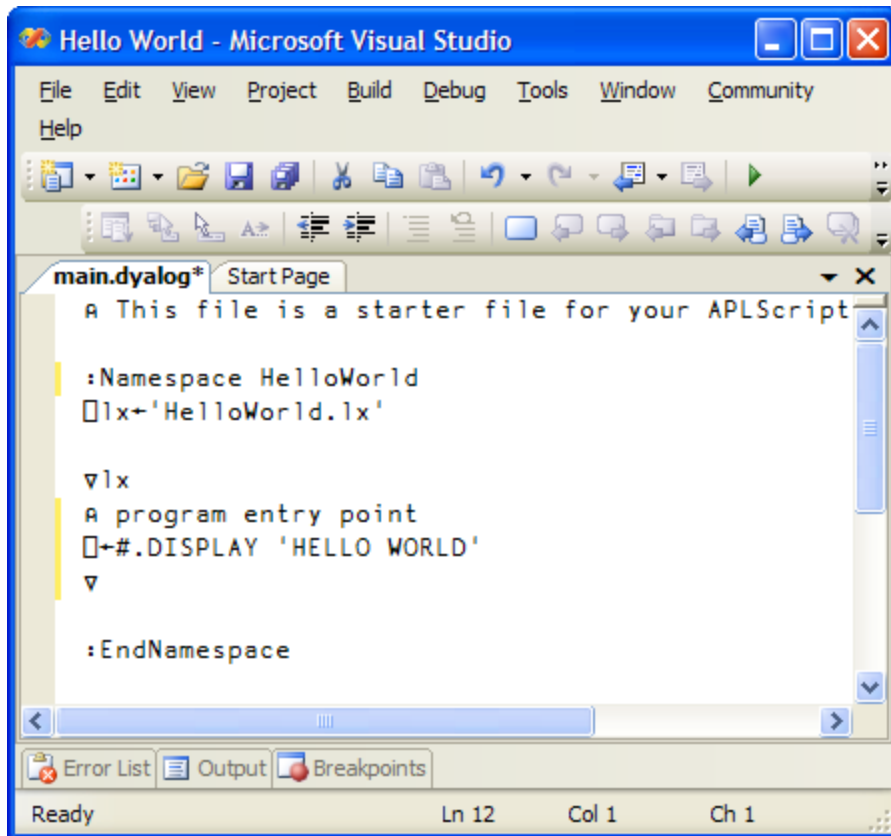 Hello World - Microsoft Visual Studio
File Edit View Project Build Debug Tools Window Community
Help
main.dyalog* Start Page
⍝ This file is a starter file for your APLScript
:Namespace HelloWorld
⎕lx←'HelloWorld.lx'
∇lx
⍝ program entry point
⎕←#.DISPLAY 'HELLO WORLD'
∇
:EndNamespace
Error List Output Breakpoints
Ready Ln 12 Col 1 Ch 1